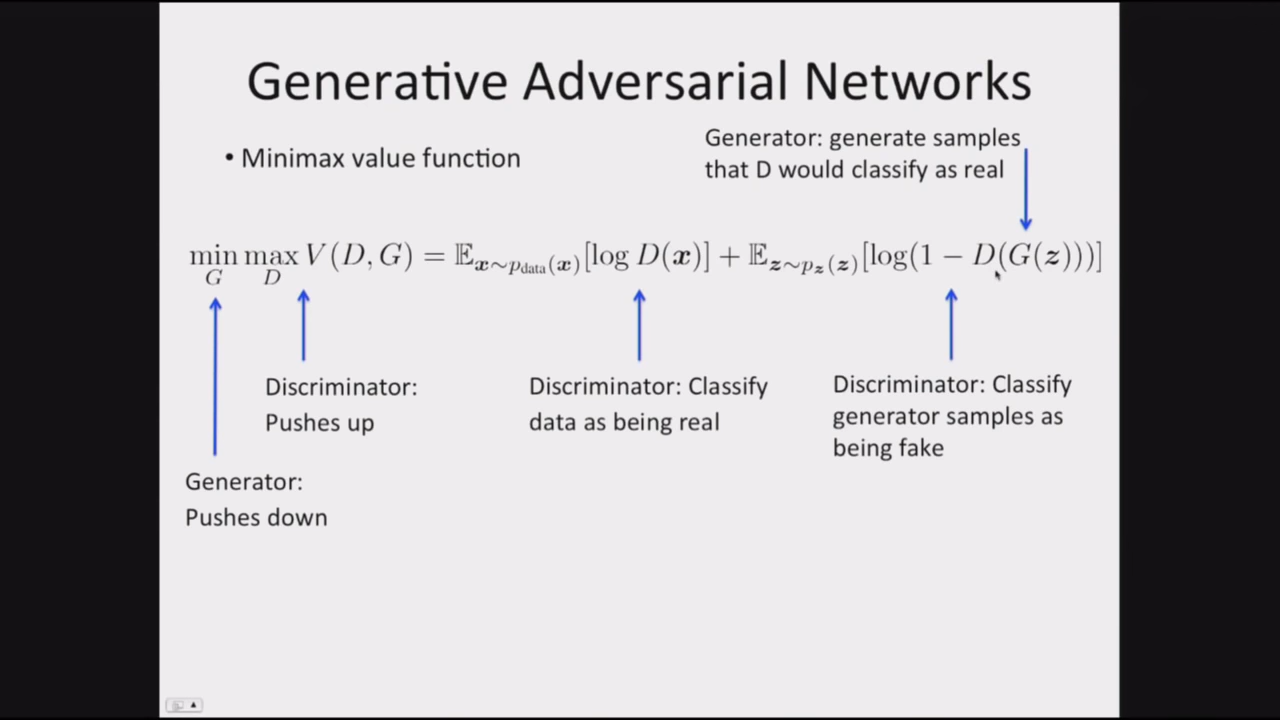 Generative Adversarial Networks
• Minimax value function
Generator: generate samples
that D would classify as real
min max V(D, G) = 𝔼x∼pdata(x)[log D(x)] + 𝔼z∼pz(z)[log(1 − D(G(z)))]
G D
Discriminator:
Pushes up
Discriminator: Classify
data as being real
Discriminator: Classify
generator samples as
being fake
Generator:
Pushes down